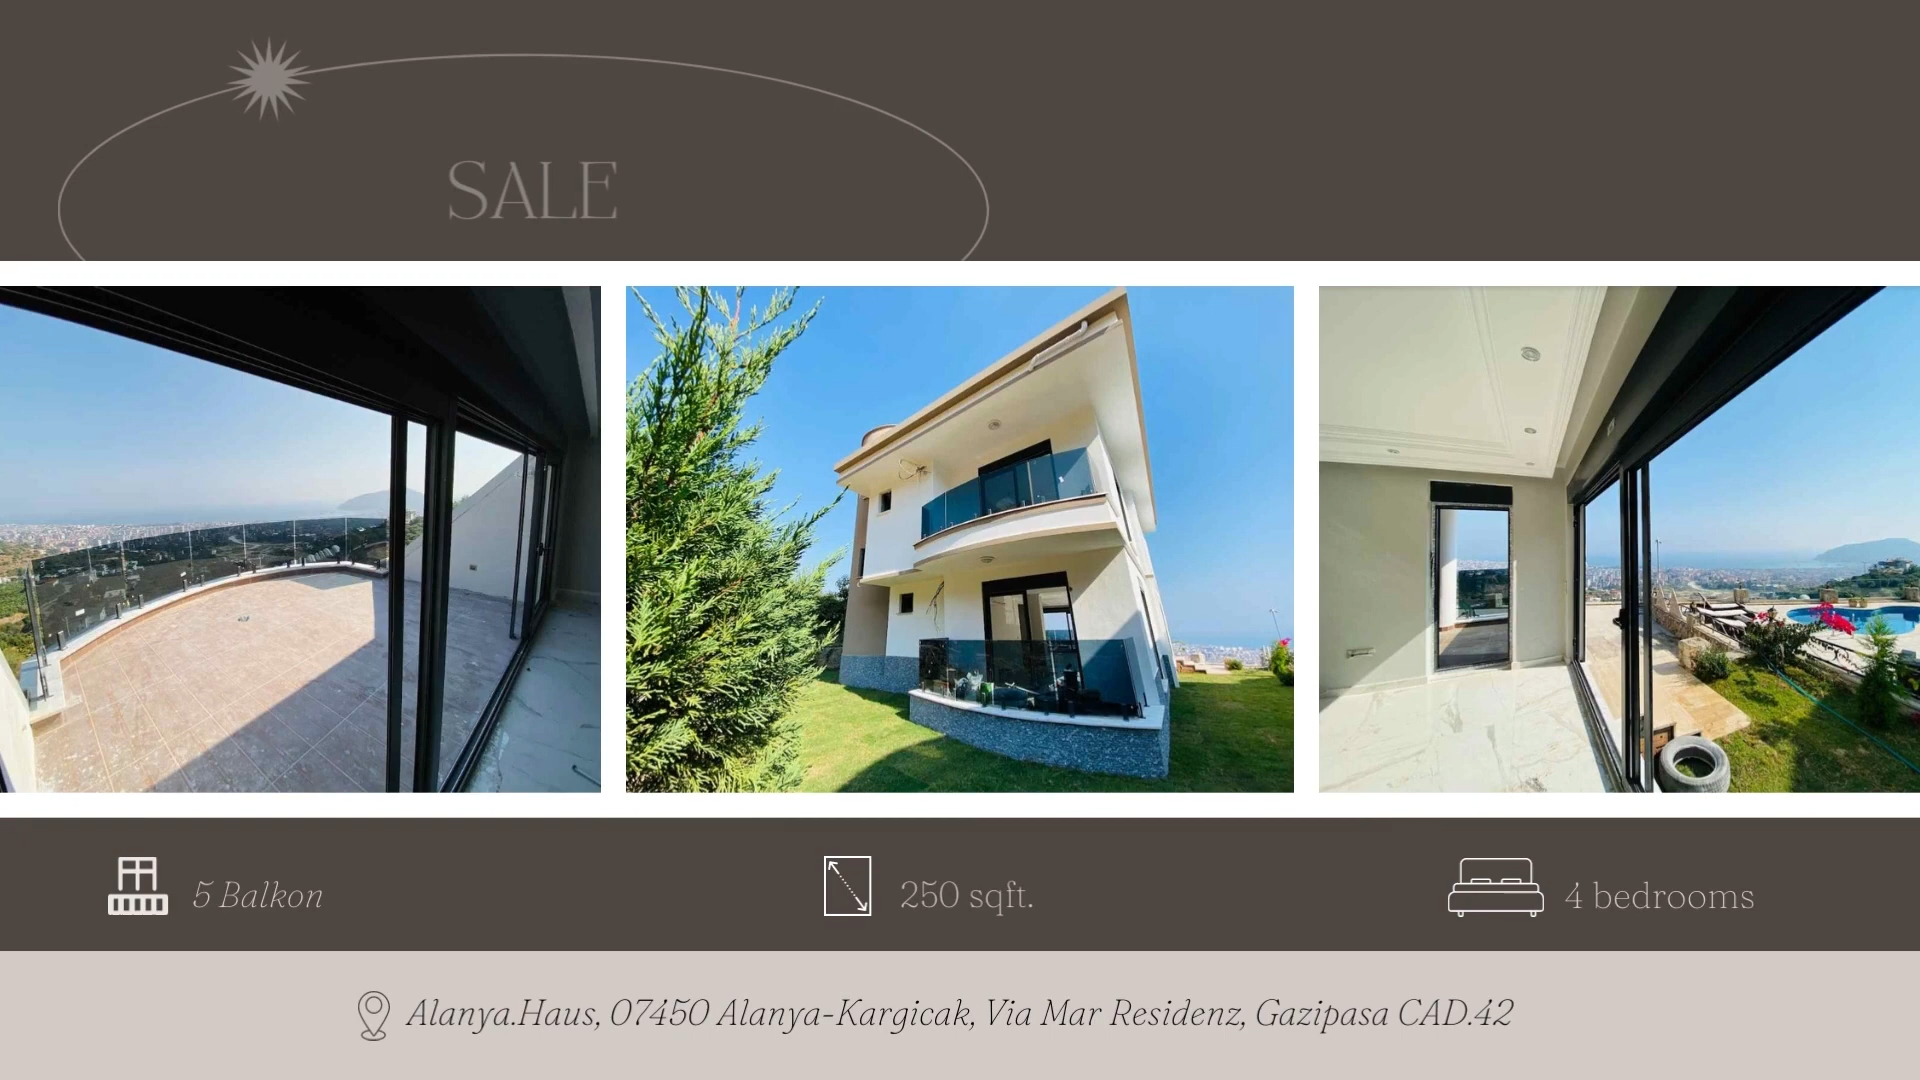 SALE
5 Balkon
250 sqft.
4 bedrooms
Alanya.Haus, 07450 Alanya-Kargicak, Via Mar Residenz, Gazipasa CAD.42